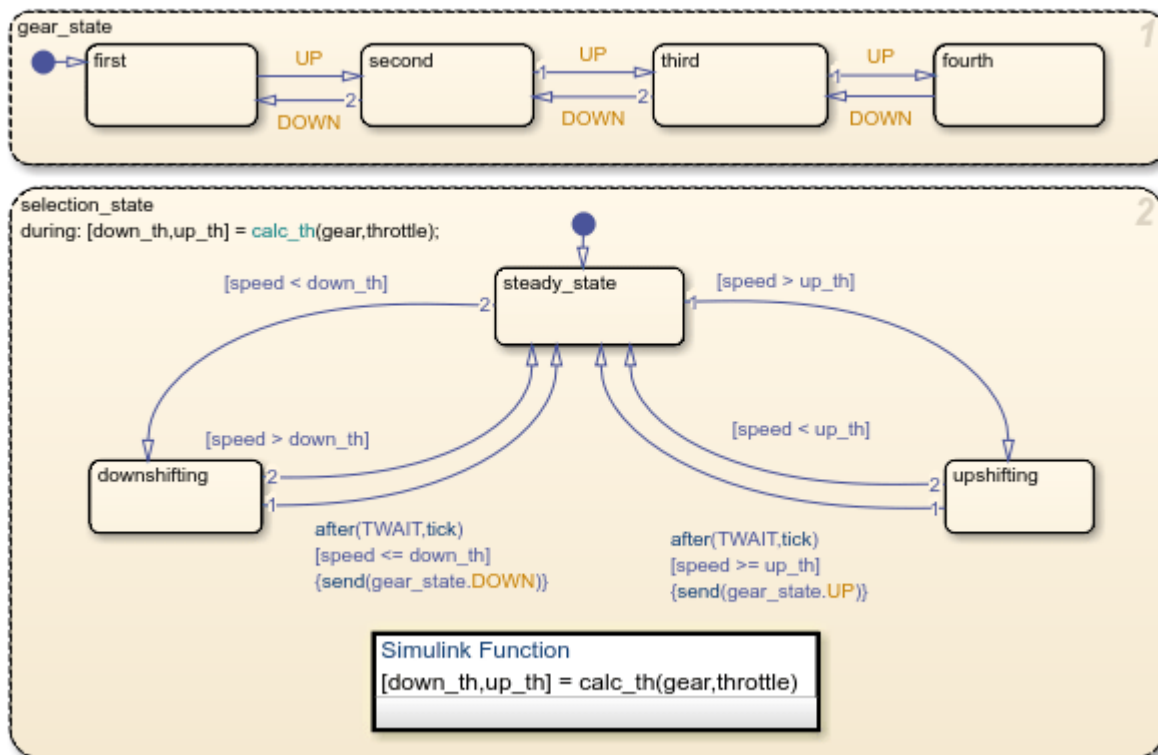 gear_state
1
first
UP
DOWN
2
second
1
UP
DOWN
2
third
1
UP
DOWN
fourth
selection_state
2
during: [down_th,up_th] = calc_th(gear,throttle);
steady_state
[speed < down_th]
2
1
[speed > up_th]
[speed > down_th]
[speed < up_th]
downshifting
2
1
upshifting
2
1
after(TWAIT,tick)
[speed <= down_th]
{send(gear_state.DOWN)}
after(TWAIT,tick)
[speed >= up_th]
{send(gear_state.UP)}
Simulink Function
[down_th,up_th] = calc_th(gear,throttle)